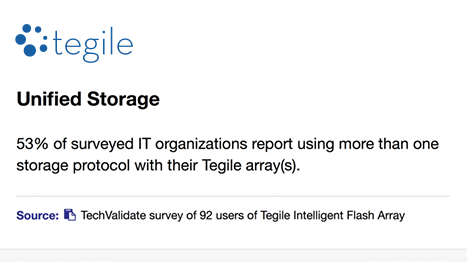 tegile
Unified Storage
53% of surveyed IT organizations report using more than one
storage protocol with their Tegile array(s).
Source: TechValidate survey of 92 users of Tegile Intelligent Flash Array